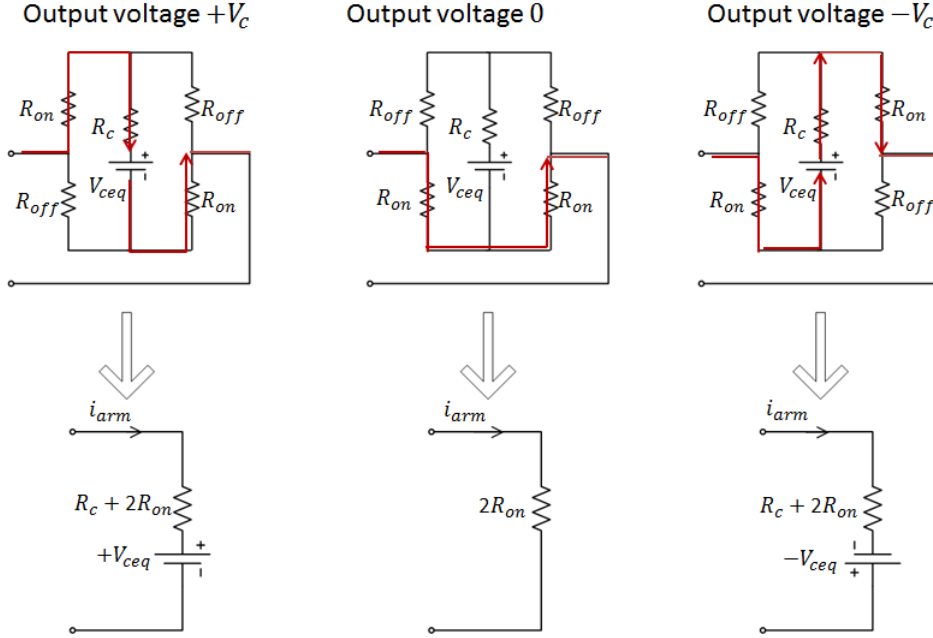 Output voltage +V_c
Output voltage 0
Output voltage −V_c
R_on
R_c
R_off
+
V_ceq
R_off
R_on
R_off
R_c
R_off
+
V_ceq
R_on
R_on
R_off
R_c
R_on
+
V_ceq
R_on
R_off
i_arm
R_c + 2R_on
+
+V_ceq
i_arm
2R_on
i_arm
R_c + 2R_on
−V_ceq
+